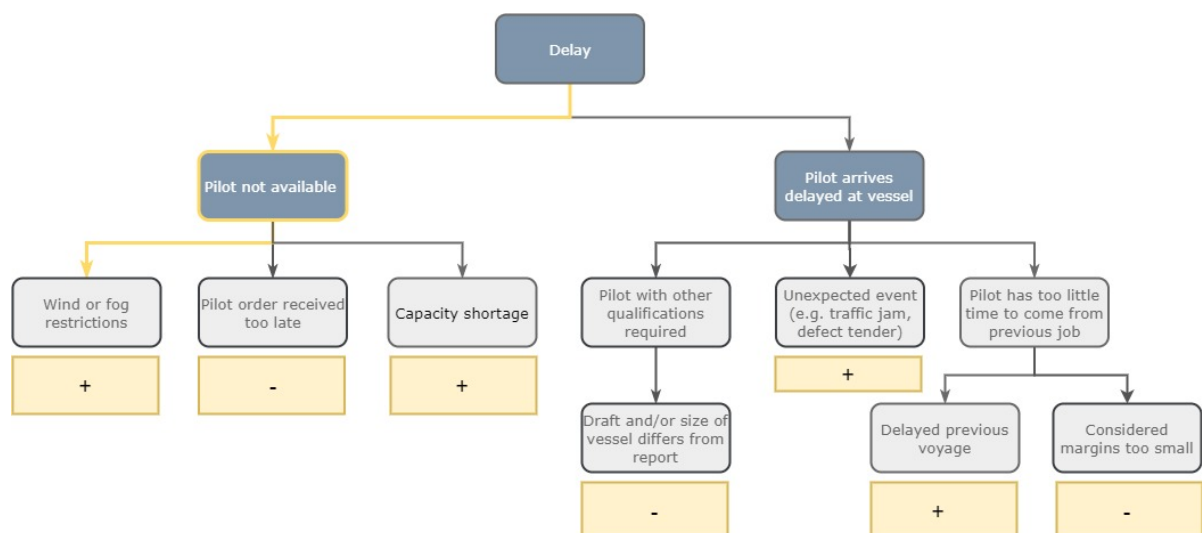 Delay
Pilot not available
Pilot arrives
delayed at vessel
Wind or fog
restrictions
Pilot order received
too late
Capacity shortage
Pilot with other
qualifications
required
Unexpected event
(e.g. traffic jam,
defect tender)
Pilot has too little
time to come from
previous job
+
-
+
+
Draft and/or size of
vessel differs from
report
Delayed previous
voyage
Considered
margins too small
-
+
-